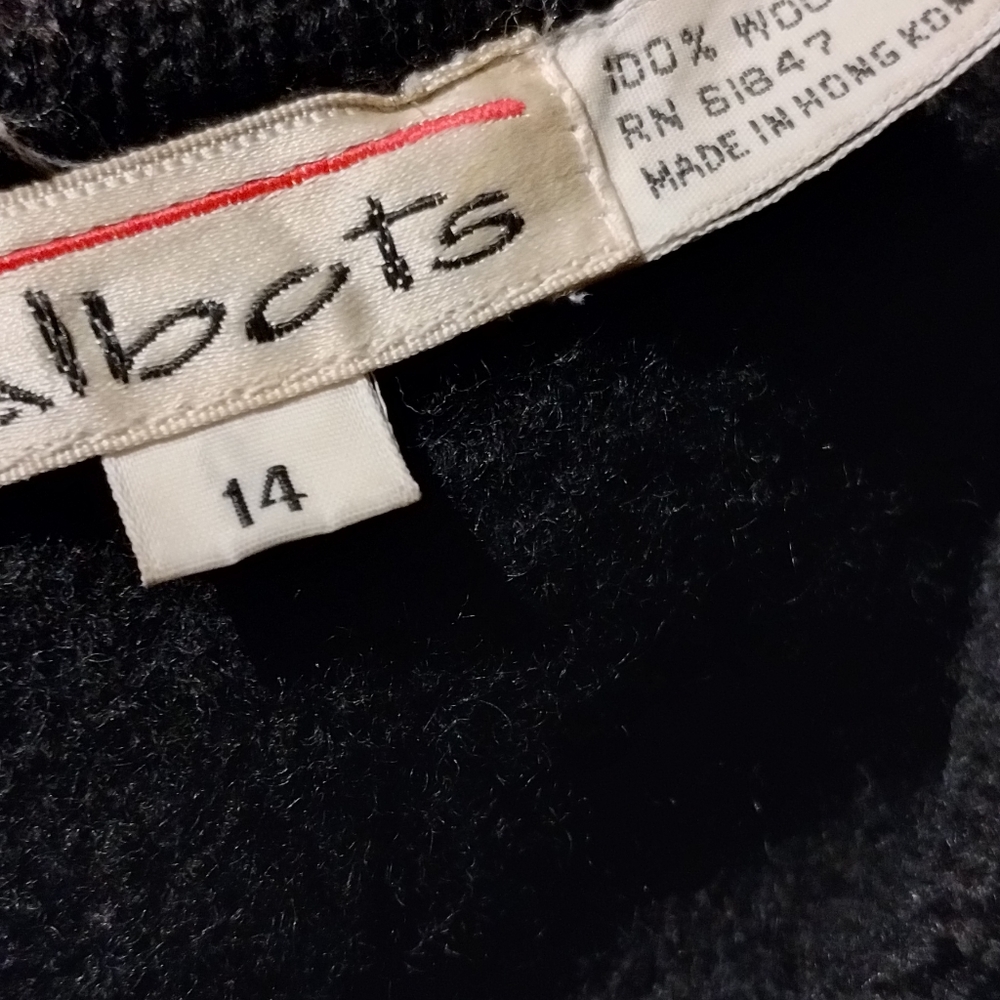 Albots
14
100% WOO
RN 61847
MADE IN HONG KON